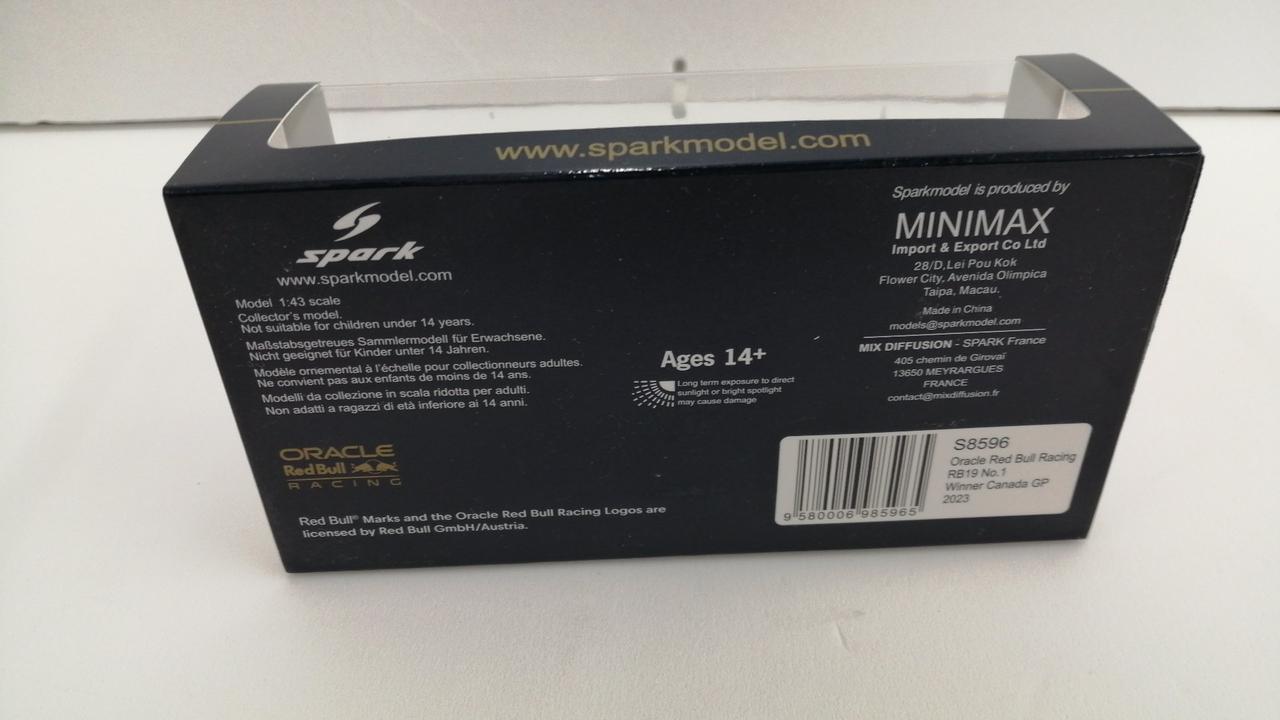 www.sparkmodel.com
spark
www.sparkmodel.com
Model 1:43 scale
Collector's model.
Not suitable for children under 14 years.
Maßstabsgetreues Sammlermodell für Erwachsene.
Nicht geeignet für Kinder unter 14 Jahren.
Modèle ornemental à l'échelle pour collectionneurs adultes.
Ne convient pas aux enfants de moins de 14 ans.
Modelli da collezione in scala ridotta per adulti.
Non adatti a ragazzi di età inferiore ai 14 anni.
ORACLE
Red Bull
RACING
Red Bull® Marks and the Oracle Red Bull Racing Logos are
licensed by Red Bull GmbH/Austria.
Ages 14+
Long term exposure to direct
sunlight or bright spotlight
may cause damage
Sparkmodel is produced by
MINIMAX
Import & Export Co Ltd
28/D,Lei Pou Kok
Flower City, Avenida Olimpica
Taipa, Macau.
Made in China
models@sparkmodel.com
MIX DIFFUSION - SPARK France
405 chemin de Girovaï
13650 MEYRARGUES
FRANCE
contact@mixdiffusion.fr
S8596
Oracle Red Bull Racing
RB19 No.1
Winner Canada GP
2023
9 580006 985965